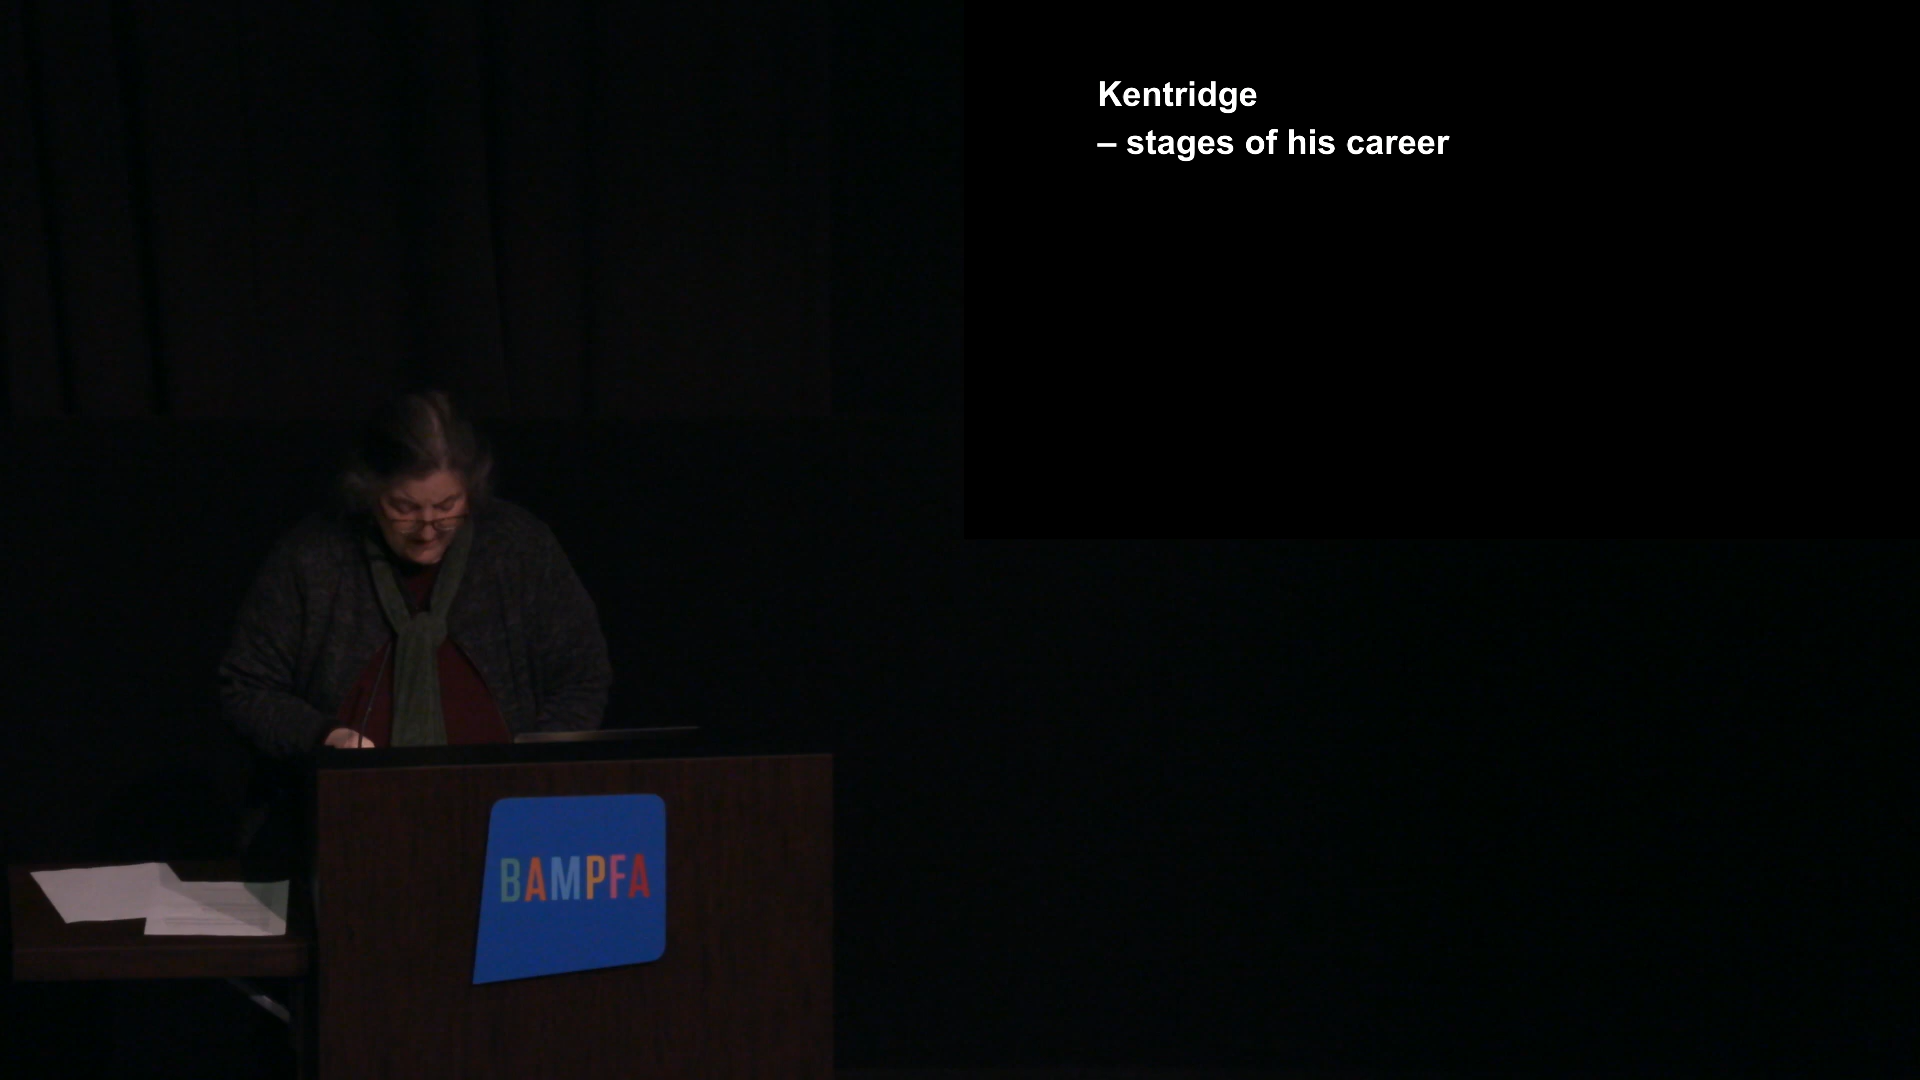 Kentridge
– stages of his career
BAMPFA